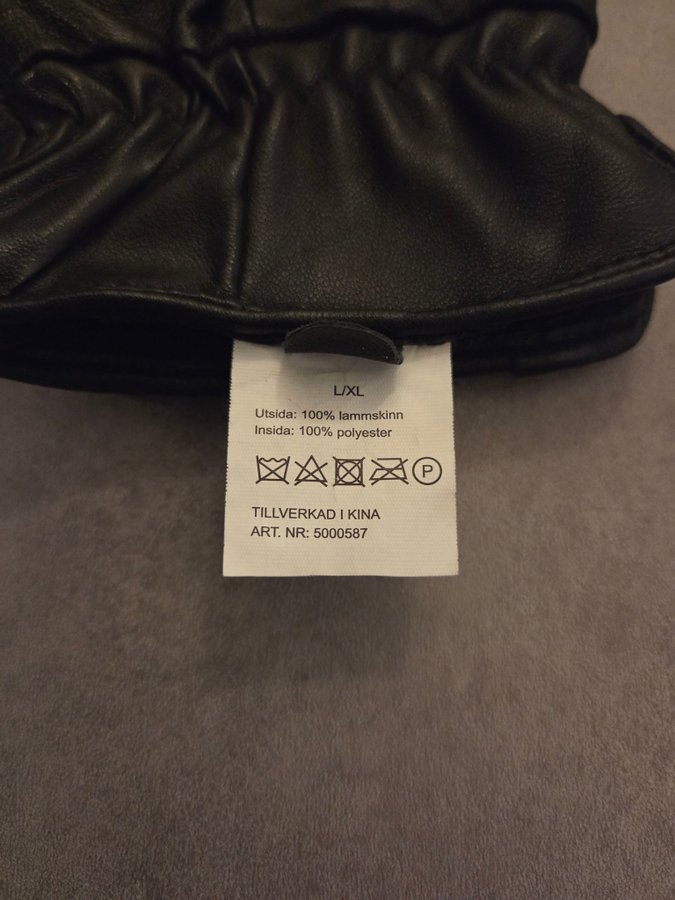 L/XL
Utsida: 100% lammskinn
Insida: 100% polyester
P
TILLVERKAD I KINA
ART. NR: 5000587